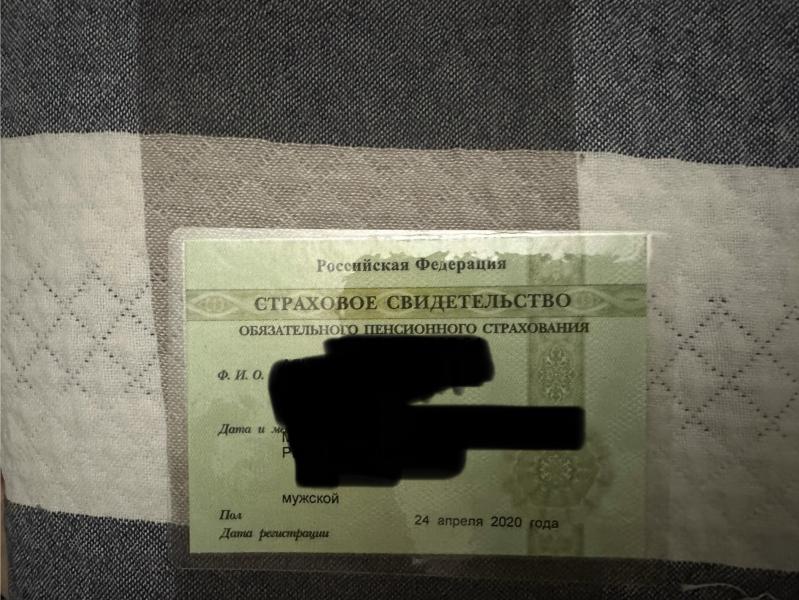 Российская Федерация
СТРАХОВОЕ СВИДЕТЕЛЬСТВО
ОБЯЗАТЕЛЬНОГО ПЕНСИОННОГО СТРАХОВАНИЯ
Ф. И. О.
Дата и
мужской
Пол
24 апреля 2020 года
Дата регистрации